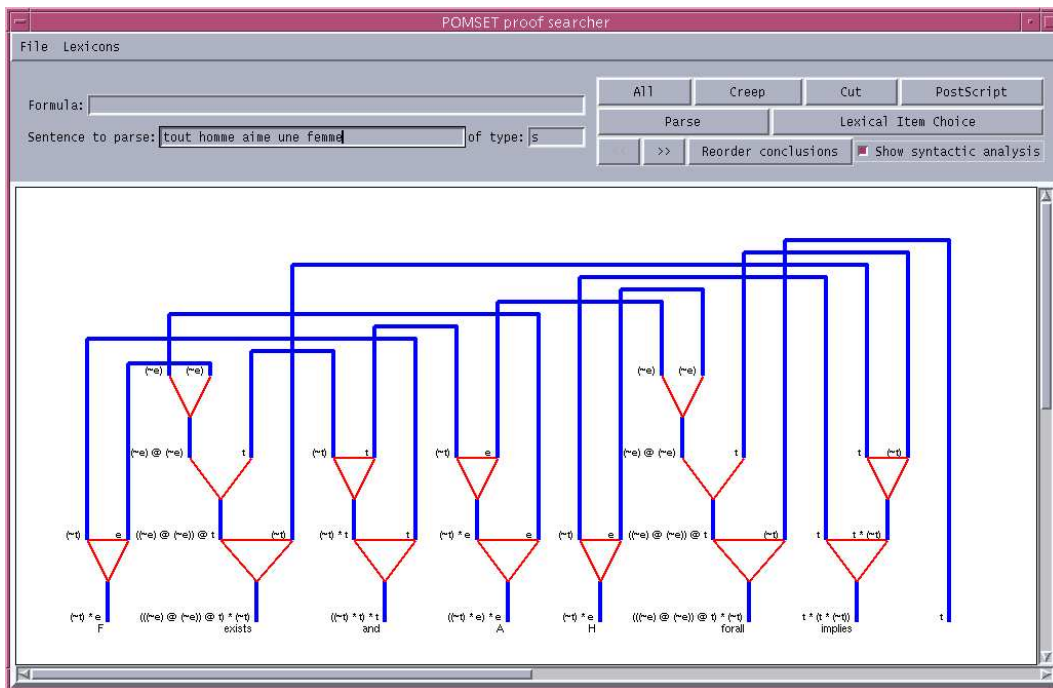 POMSET proof searcher
File Lexicons
Formula:
Sentence to parse: tout homme aime une femme of type: s
All Creep Cut PostScript
Parse Lexical Item Choice
<< >> Reorder conclusions Show syntactic analysis
(~e) (~e) (~e) (~e)
(~e) @ (~e) t (~t) t (~t) e (~e) @ (~e) t t (~t)
(~t) e ((~e) @ (~e)) @ t (~t) (~t) * t t (~t) * e e (~t) e ((~e) @ (~e)) @ t (~t) t t * (~t)
(~t) * e (((~e) @ (~e)) @ t) * (~t) ((~t) * t) * t ((~t) * e) * e (~t) * e (((~e) @ (~e)) @ t) * (~t) t * (t * (~t)) t
F exists and A H forall implies